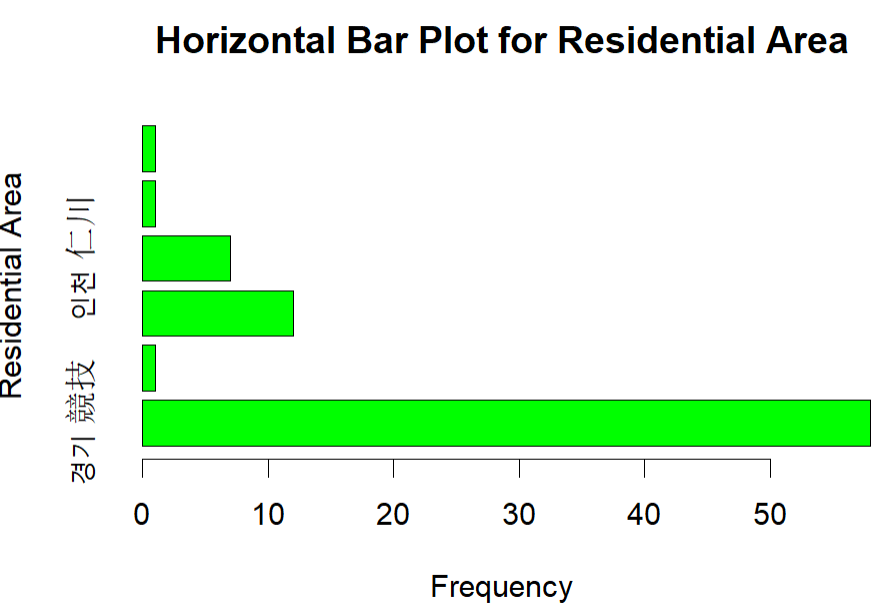 Horizontal Bar Plot for Residential Area
Residential Area
인천 仁川
경기 競技
0 10 20 30 40 50
Frequency